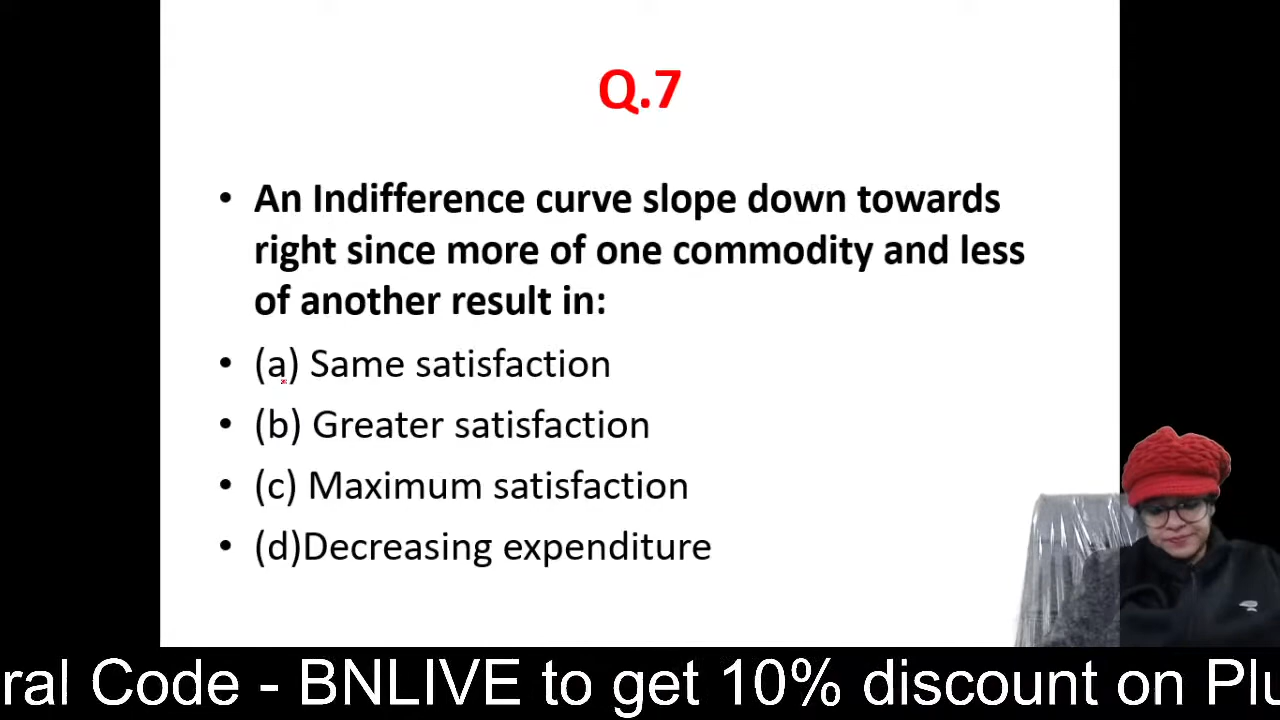 Q.7
• An Indifference curve slope down towards
right since more of one commodity and less
of another result in:
• (a) Same satisfaction
• (b) Greater satisfaction
• (c) Maximum satisfaction
• (d)Decreasing expenditure
ral Code - BNLIVE to get 10% discount on Plu